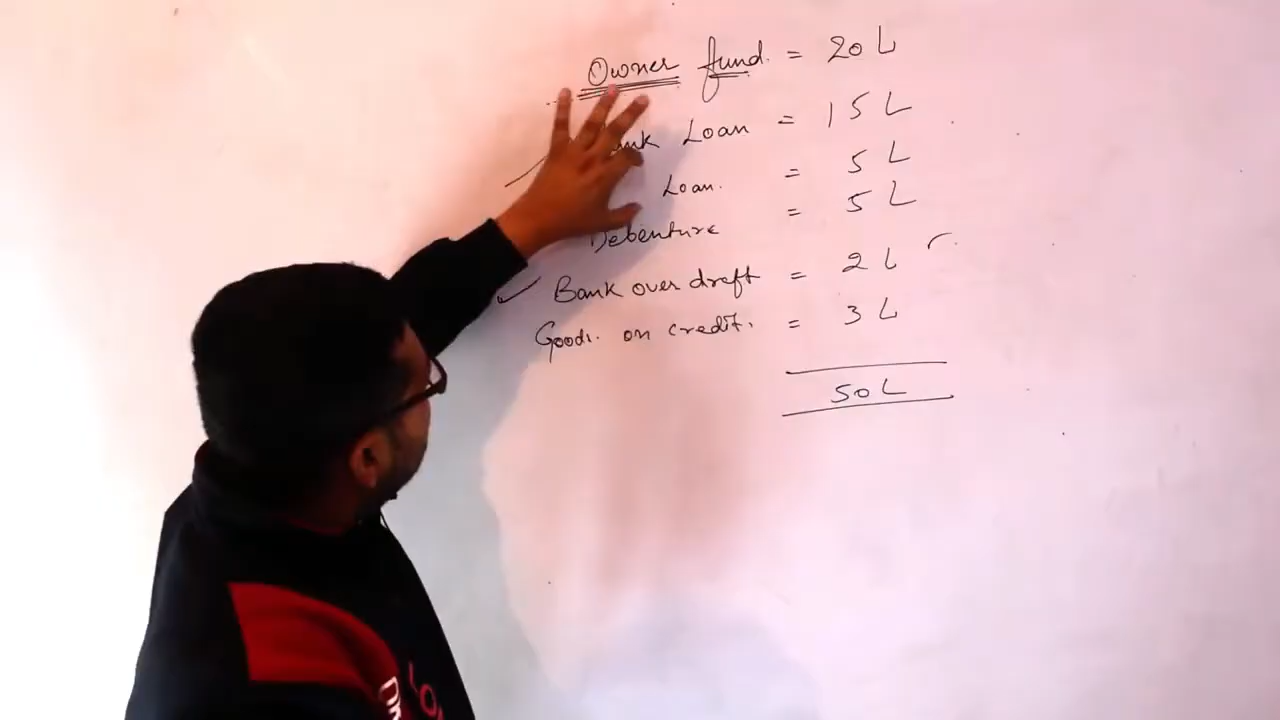 Owner fund. = 20 L
Loan = 15 L
Loan. = 5 L
Debenture = 5 L
✓ Bank over draft = 2 L
Goods. on credit. = 3 L
50 L